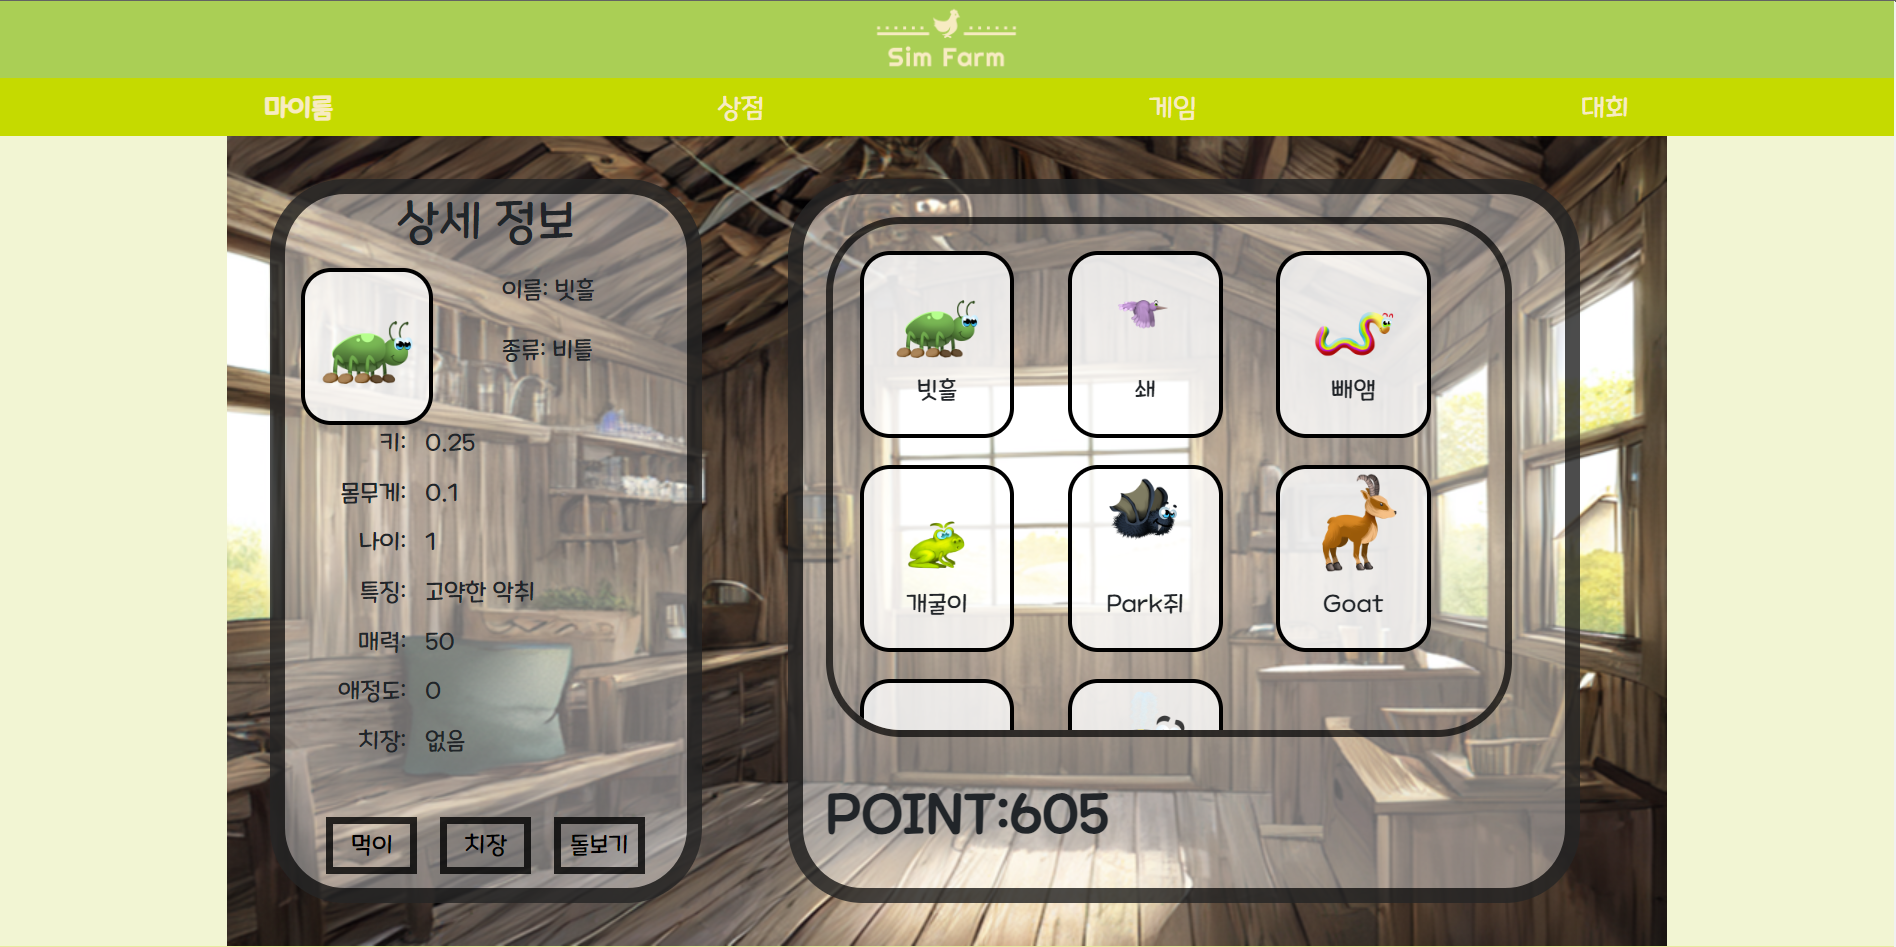 Sim Farm
마이룸
상점
게임
대회
상세 정보
이름: 빗흘
종류: 비틀
키: 0.25
몸무게: 0.1
나이: 1
특징: 고약한 악취
매력: 50
애정도: 0
치장: 없음
먹이
치장
돌보기
빗흘
쇄
빼앰
개굴이
Park쥐
Goat
POINT:605